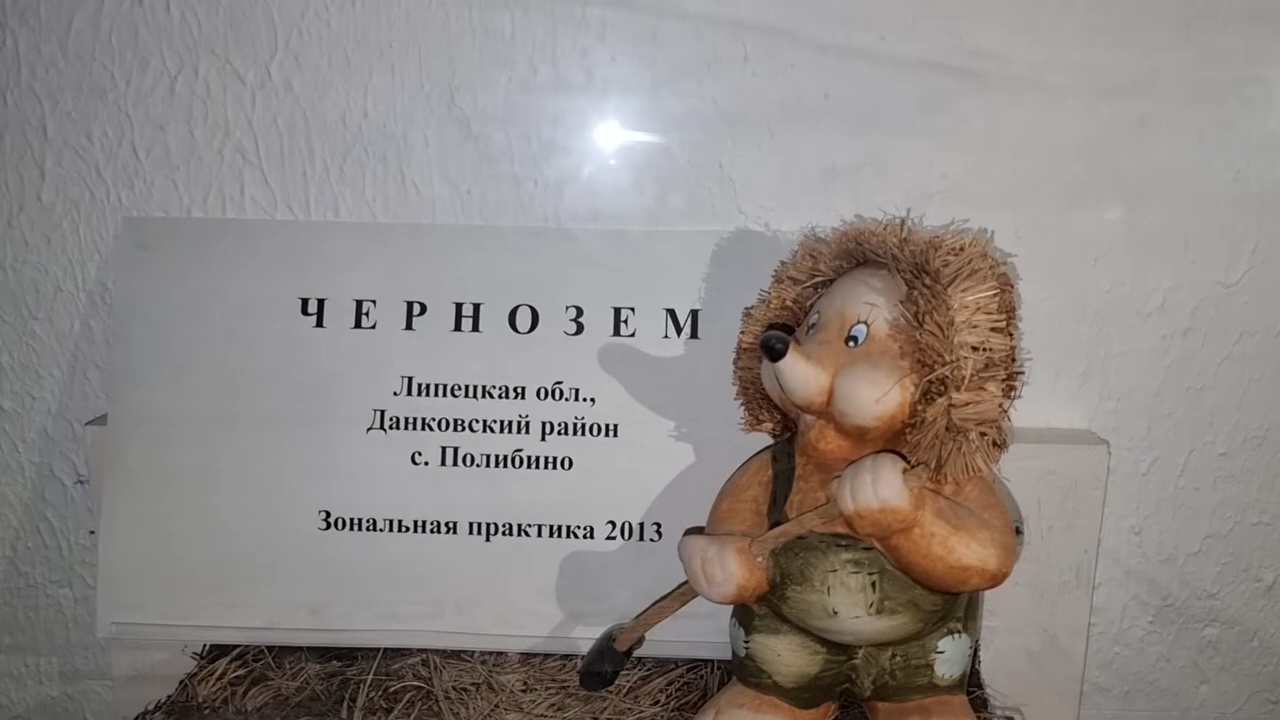 ЧЕРНОЗЕМ
Липецкая обл.,
Данковский район
с. Полибино
Зональная практика 2013